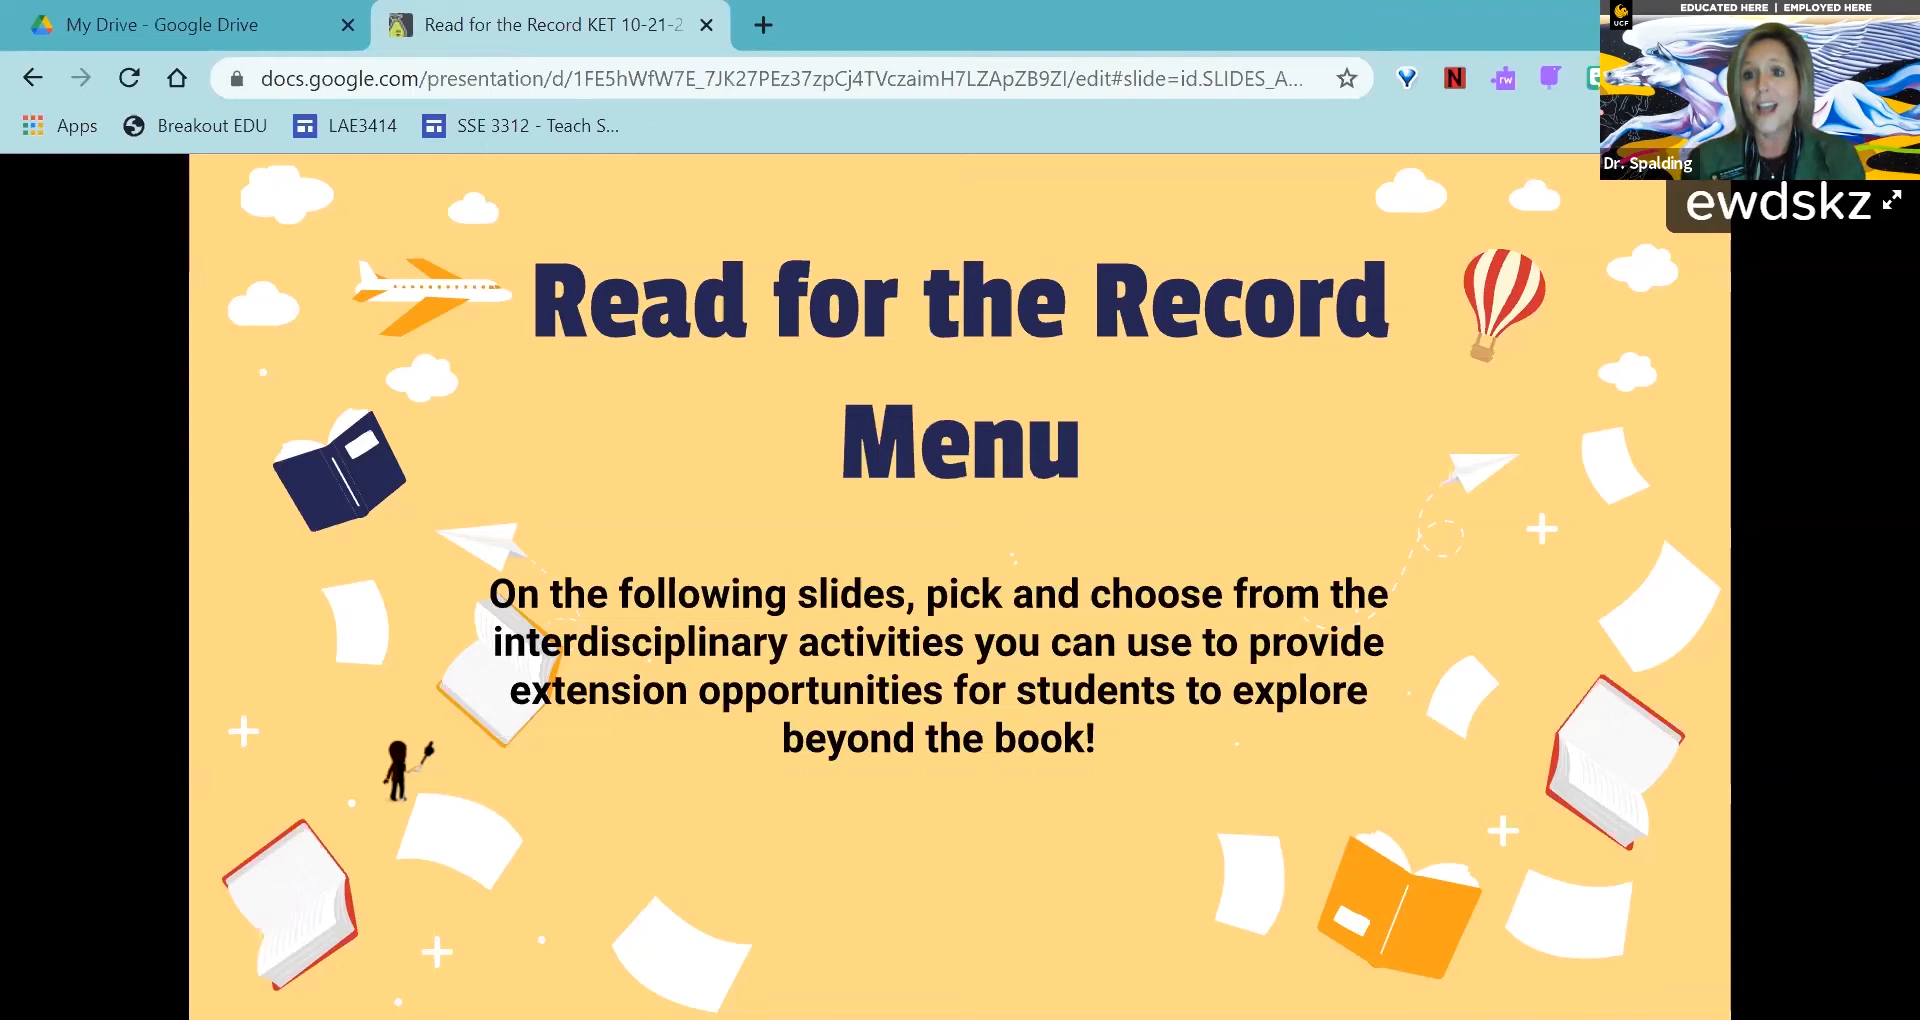 My Drive - Google Drive
Read for the Record KET 10-21-2
docs.google.com/presentation/d/1FE5hWfW7E_7JK27PEz37zpCj4TVczaimH7LZApZB9ZI/edit#slide=id.SLIDES_A...
N
rw
Apps
Breakout EDU
LAE3414
SSE 3312 - Teach S...
EDUCATED HERE | EMPLOYED HERE
UCF
Dr. Spalding
ewdskz
Read for the Record
Menu
On the following slides, pick and choose from the
interdisciplinary activities you can use to provide
extension opportunities for students to explore
beyond the book!